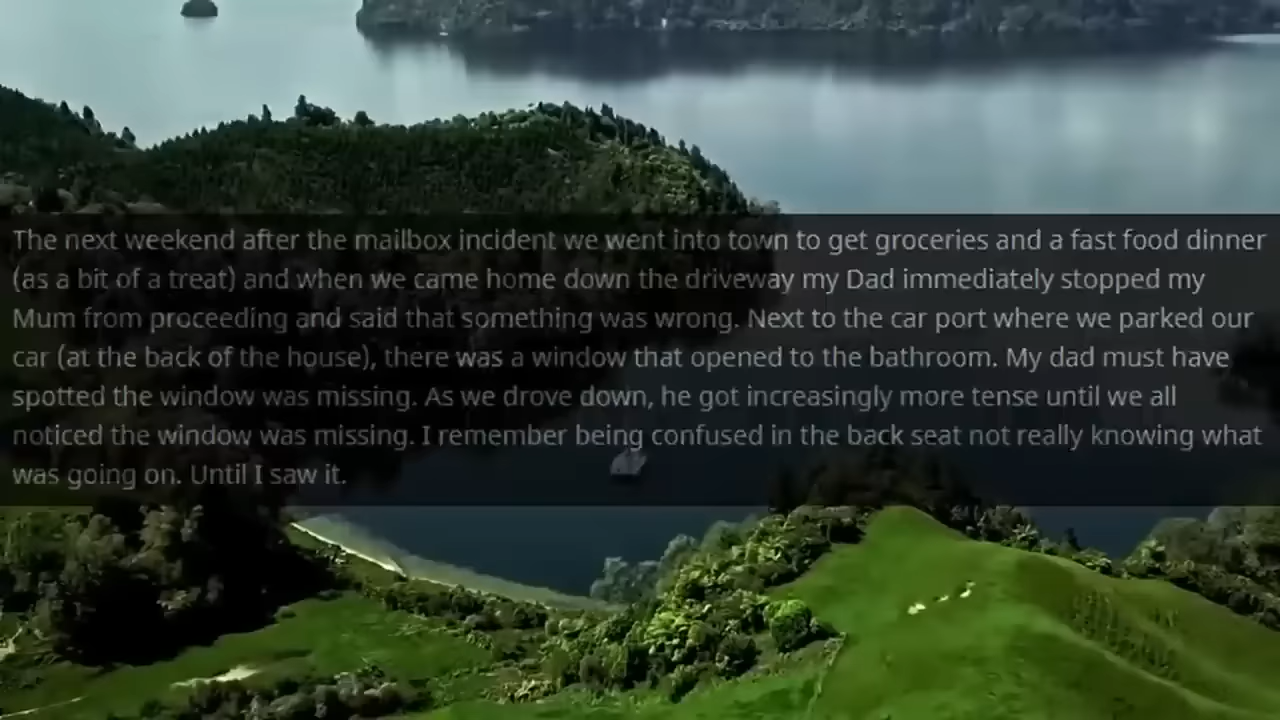 The next weekend after the mailbox incident we went into town to get groceries and a fast food dinner
(as a bit of a treat) and when we came home down the driveway my Dad immediately stopped my
Mum from proceeding and said that something was wrong. Next to the car port where we parked our
car (at the back of the house), there was a window that opened to the bathroom. My dad must have
spotted the window was missing. As we drove down, he got increasingly more tense until we all
noticed the window was missing. I remember being confused in the back seat not really knowing what
was going on. Until I saw it.